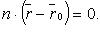 n · (r̅ − r̅₀) = 0.